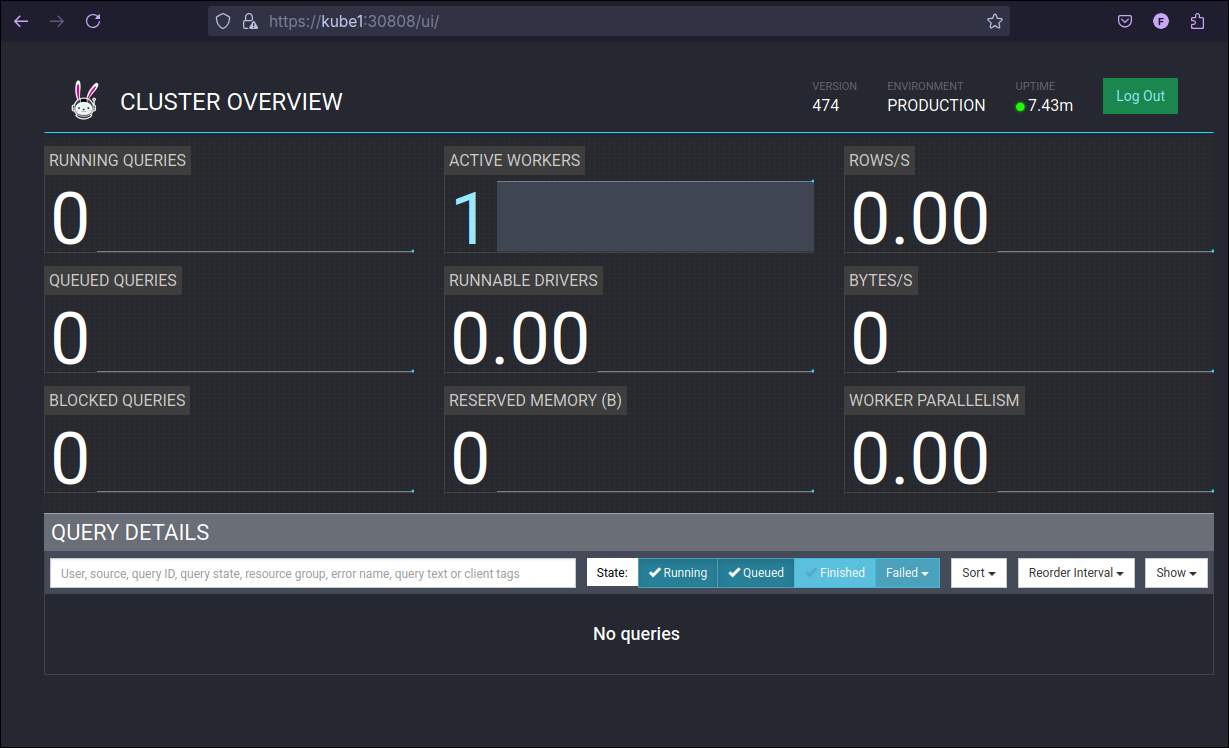 https://kube1:30808/ui/
F
CLUSTER OVERVIEW
VERSION
474
ENVIRONMENT
PRODUCTION
UPTIME
7.43m
Log Out
RUNNING QUERIES
0
ACTIVE WORKERS
1
ROWS/S
0.00
QUEUED QUERIES
0
RUNNABLE DRIVERS
0.00
BYTES/S
0
BLOCKED QUERIES
0
RESERVED MEMORY (B)
0
WORKER PARALLELISM
0.00
QUERY DETAILS
User, source, query ID, query state, resource group, error name, query text or client tags
State: Running Queued Finished Failed
Sort
Reorder Interval
Show
No queries